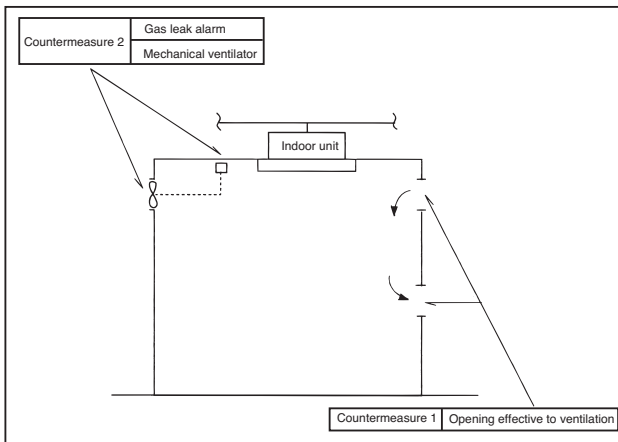 Countermeasure 2
Gas leak alarm
Mechanical ventilator
Indoor unit
Countermeasure 1
Opening effective to ventilation